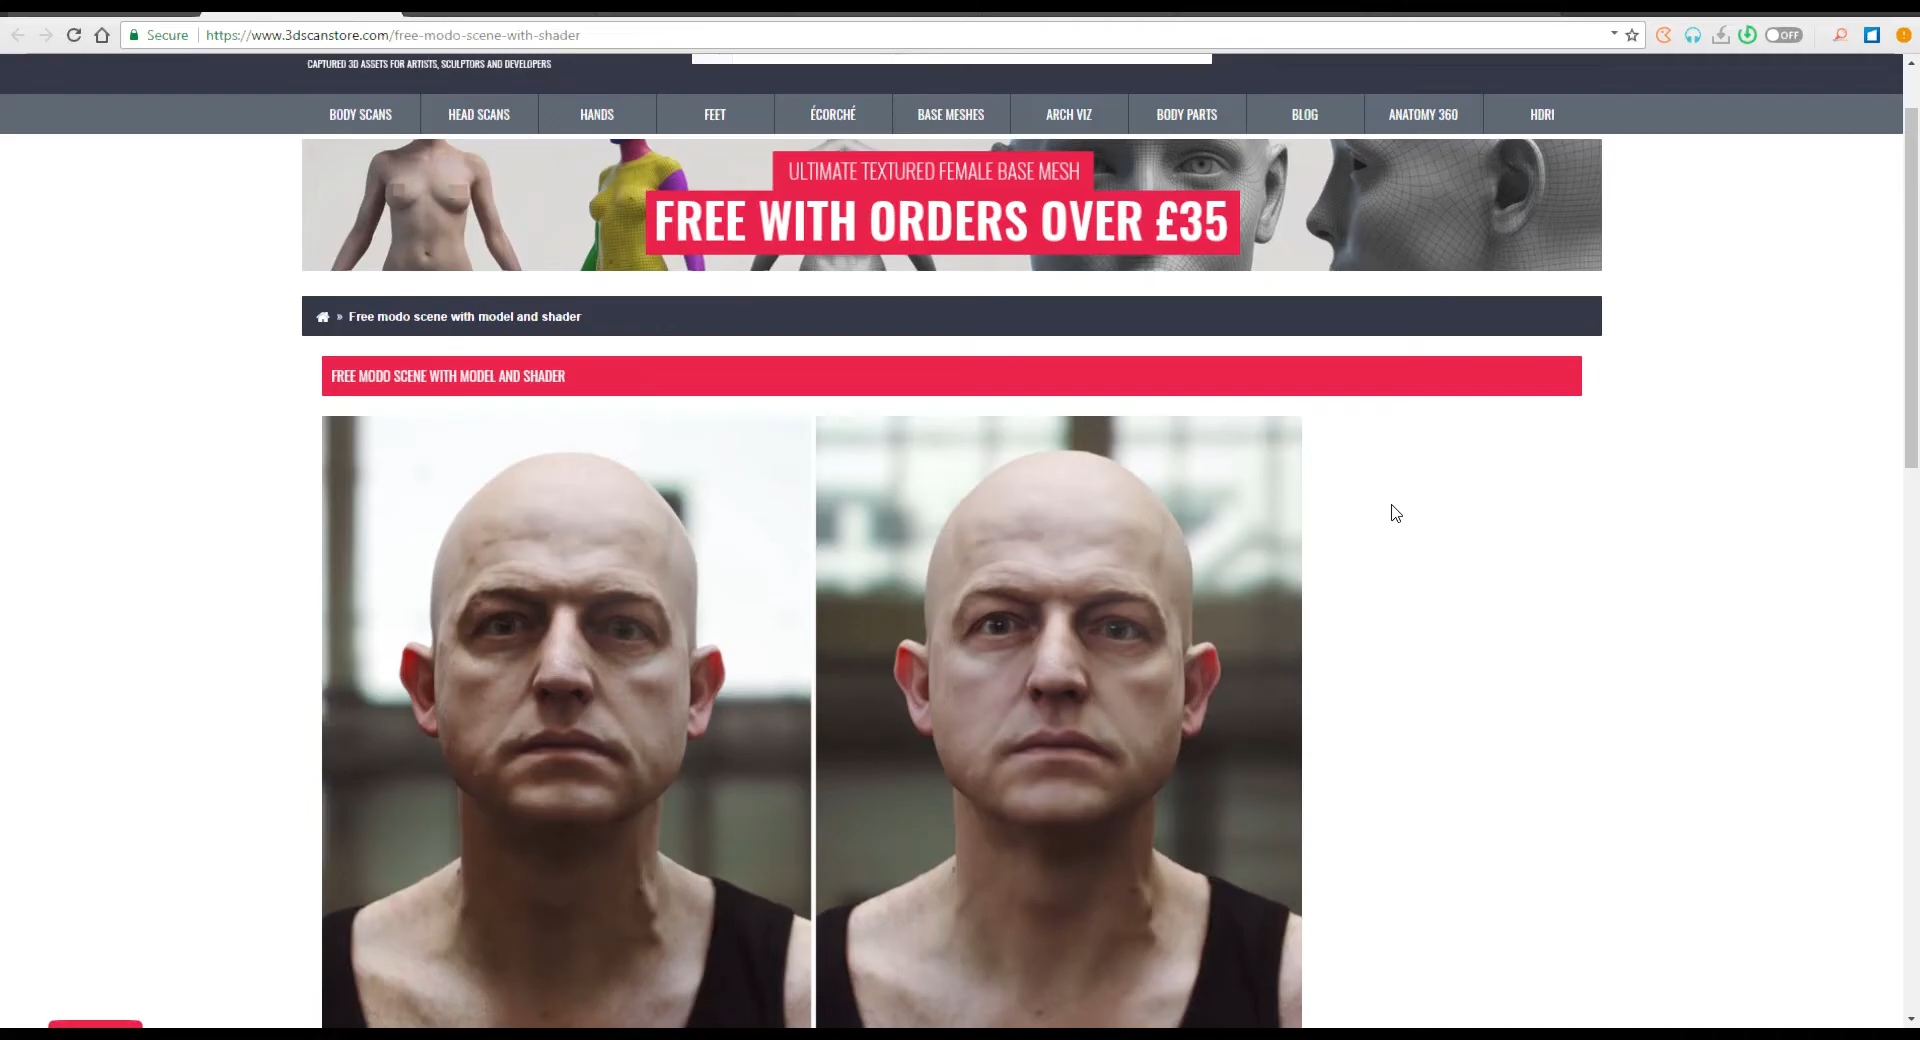 Secure https://www.3dscanstore.com/free-modo-scene-with-shader
OFF
CAPTURED 3D ASSETS FOR ARTISTS, SCULPTORS AND DEVELOPERS
BODY SCANS HEAD SCANS HANDS FEET ÉCORCHÉ BASE MESHES ARCH VIZ BODY PARTS BLOG ANATOMY 360 HDRI
ULTIMATE TEXTURED FEMALE BASE MESH
FREE WITH ORDERS OVER £35
» Free modo scene with model and shader
FREE MODO SCENE WITH MODEL AND SHADER